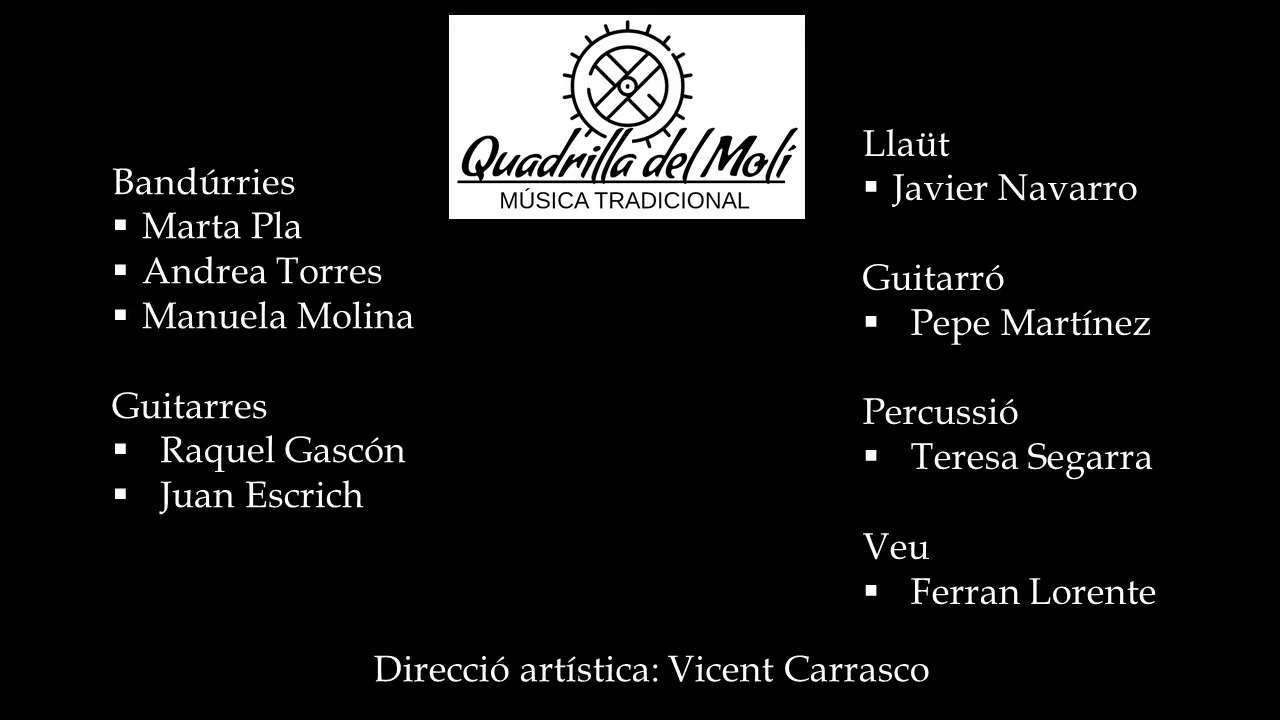 Quadrilla del Molí
MÚSICA TRADICIONAL
Bandúrries
▪ Marta Pla
▪ Andrea Torres
▪ Manuela Molina
Guitarres
▪ Raquel Gascón
▪ Juan Escrich
Llaüt
▪ Javier Navarro
Guitarró
▪ Pepe Martínez
Percussió
▪ Teresa Segarra
Veu
▪ Ferran Lorente
Direcció artística: Vicent Carrasco